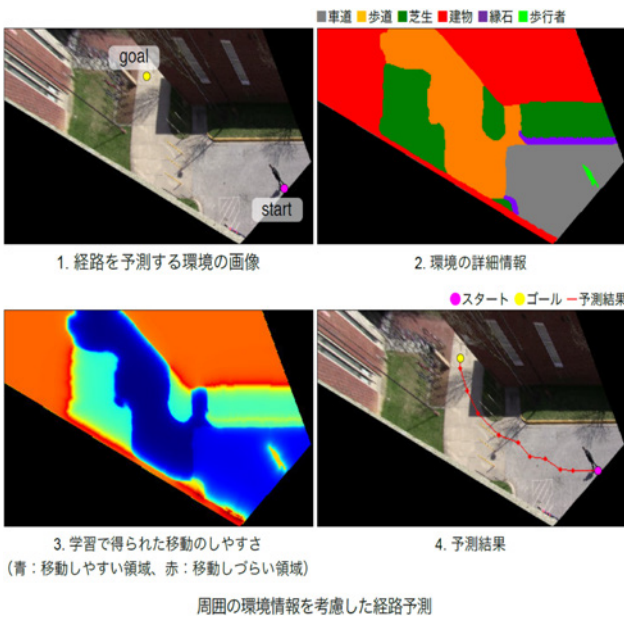 ■車道 ■歩道 ■芝生 ■建物 ■縁石 ■歩行者
goal
start
1. 経路を予測する環境の画像
2. 環境の詳細情報
●スタート ●ゴール ー予測結果
3. 学習で得られた移動のしやすさ
（青：移動しやすい領域、赤：移動しづらい領域）
4. 予測結果
周囲の環境情報を考慮した経路予測